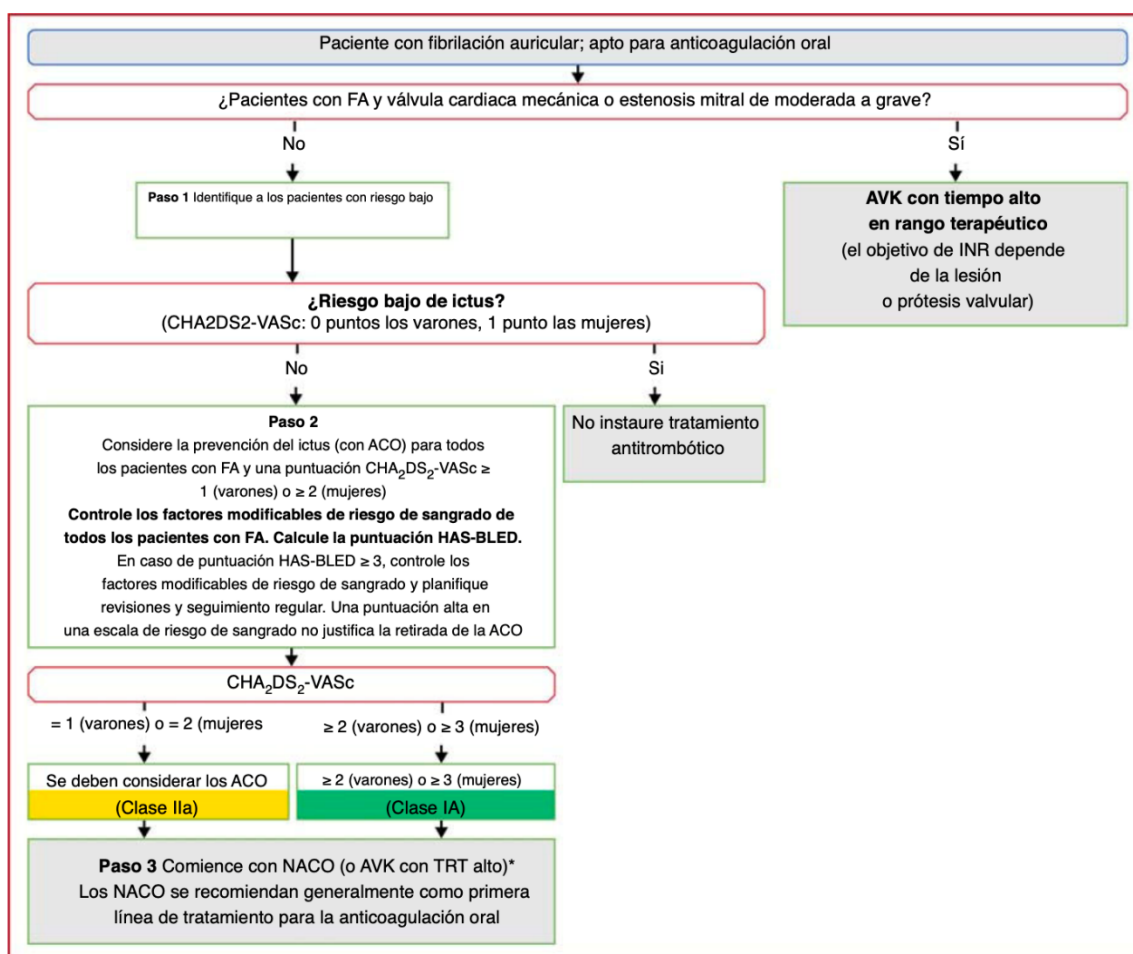 Paciente con fibrilación auricular; apto para anticoagulación oral
¿Pacientes con FA y válvula cardiaca mecánica o estenosis mitral de moderada a grave?
No
Sí
Paso 1 Identifique a los pacientes con riesgo bajo
AVK con tiempo alto
en rango terapéutico
(el objetivo de INR depende
de la lesión
o prótesis valvular)
¿Riesgo bajo de ictus?
(CHA2DS2-VASc: 0 puntos los varones, 1 punto las mujeres)
No
Si
Paso 2
Considere la prevención del ictus (con ACO) para todos
los pacientes con FA y una puntuación CHA₂DS₂-VASc ≥
1 (varones) o ≥ 2 (mujeres)
Controle los factores modificables de riesgo de sangrado de
todos los pacientes con FA. Calcule la puntuación HAS-BLED.
En caso de puntuación HAS-BLED ≥ 3, controle los
factores modificables de riesgo de sangrado y planifique
revisiones y seguimiento regular. Una puntuación alta en
una escala de riesgo de sangrado no justifica la retirada de la ACO
No instaure tratamiento
antitrombótico
CHA₂DS₂-VASc
= 1 (varones) o = 2 (mujeres
≥ 2 (varones) o ≥ 3 (mujeres)
Se deben considerar los ACO
(Clase IIa)
≥ 2 (varones) o ≥ 3 (mujeres)
(Clase IA)
Paso 3 Comience con NACO (o AVK con TRT alto)*
Los NACO se recomiendan generalmente como primera
línea de tratamiento para la anticoagulación oral